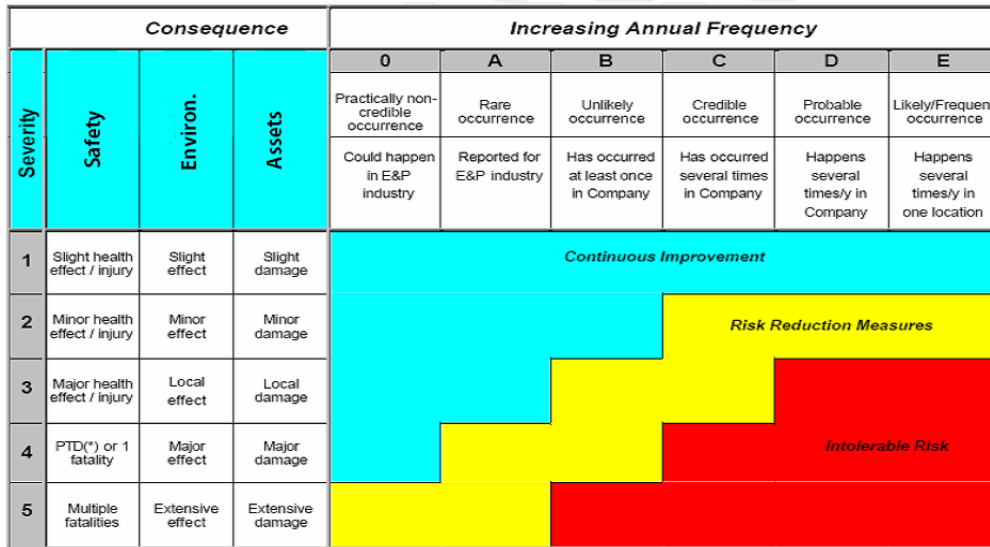 Consequence
Increasing Annual Frequency
Severity
Safety
Environ.
Assets
0
A
B
C
D
E
Practically non-
credible
occurrence
Rare
occurrence
Unlikely
occurrence
Credible
occurrence
Probable
occurrence
Likely/Frequen
occurrence
Could happen
in E&P
industry
Reported for
E&P industry
Has occurred
at least once
in Company
Has occurred
several times
in Company
Happens
several
times/y in
Company
Happens
several
times/y in
one location
1
Slight health
effect / injury
Slight
effect
Slight
damage
Continuous Improvement
2
Minor health
effect / injury
Minor
effect
Minor
damage
Risk Reduction Measures
3
Major health
effect / injury
Local
effect
Local
damage
4
PTD(*) or 1
fatality
Major
effect
Major
damage
Intolerable Risk
5
Multiple
fatalities
Extensive
effect
Extensive
damage